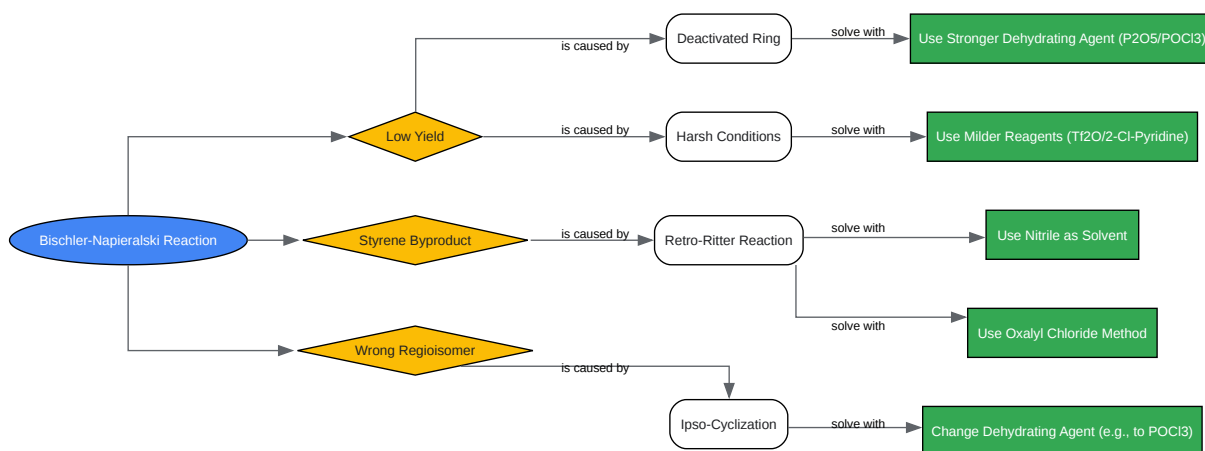 Deactivated Ring
solve with
Use Stronger Dehydrating Agent (P2O5/POCl3)
is caused by
Low Yield
is caused by
Harsh Conditions
solve with
Use Milder Reagents (Tf2O/2-Cl-Pyridine)
Bischler-Napieralski Reaction
Styrene Byproduct
is caused by
Retro-Ritter Reaction
solve with
Use Nitrile as Solvent
solve with
Use Oxalyl Chloride Method
Wrong Regioisomer
is caused by
Ipso-Cyclization
solve with
Change Dehydrating Agent (e.g., to POCl3)